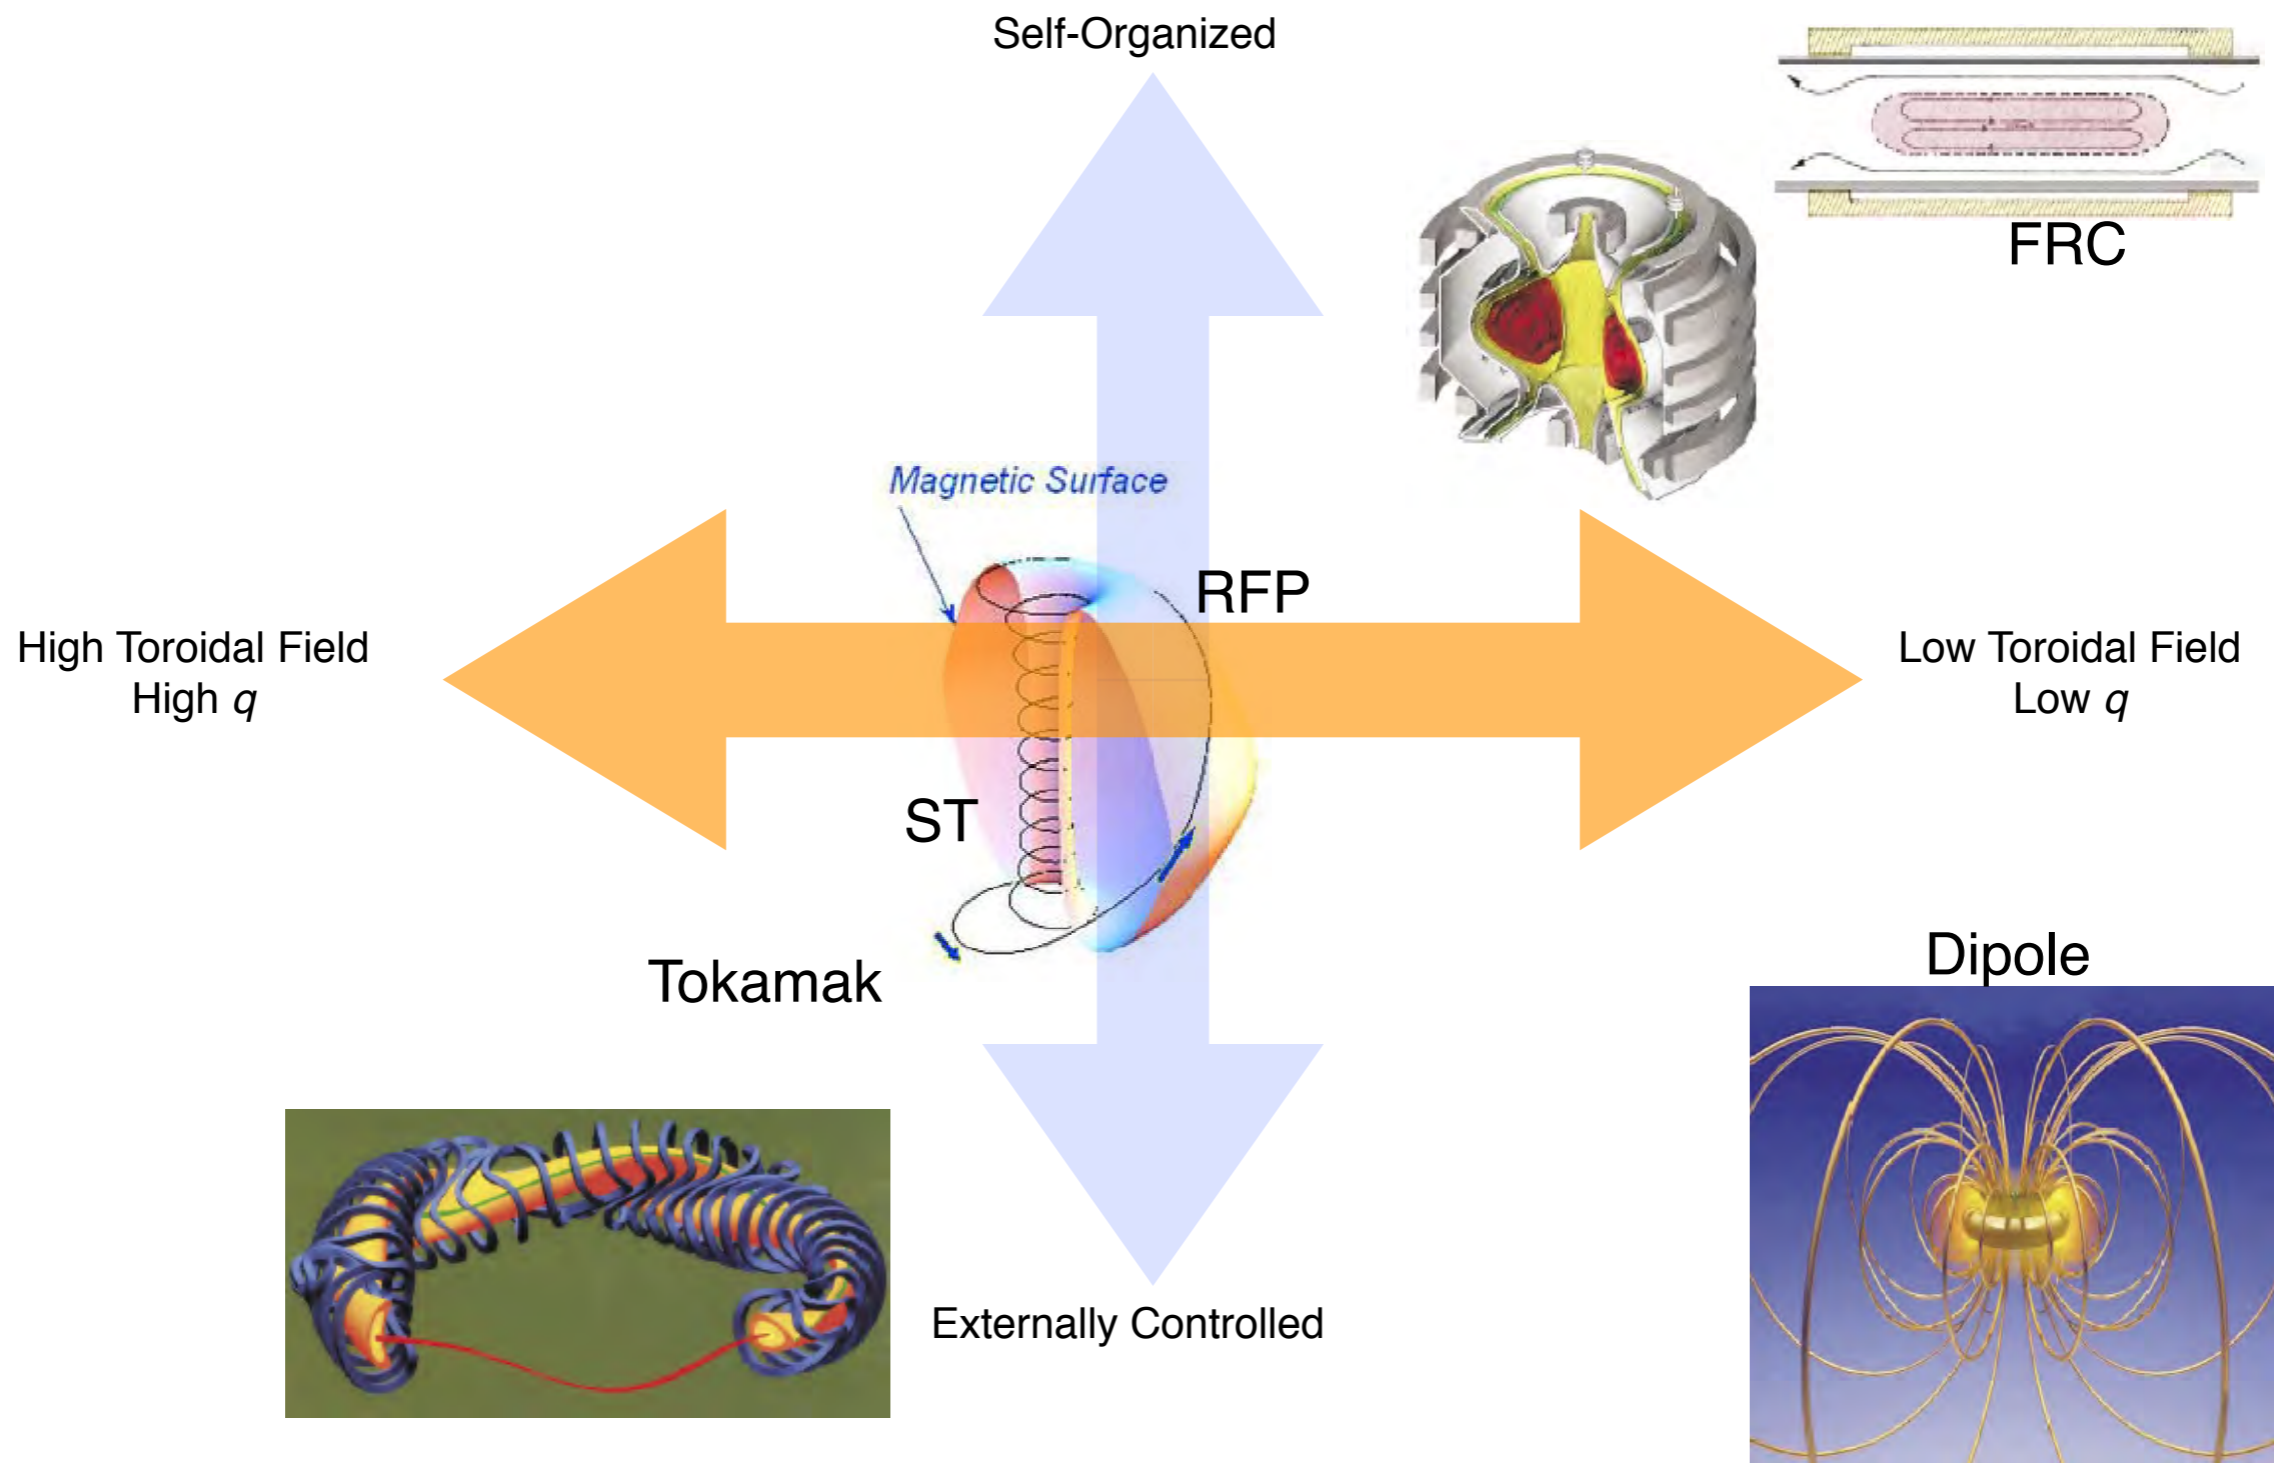 Self-Organized
FRC
Magnetic Surface
RFP
High Toroidal Field
High q
Low Toroidal Field
Low q
ST
Tokamak
Dipole
Externally Controlled